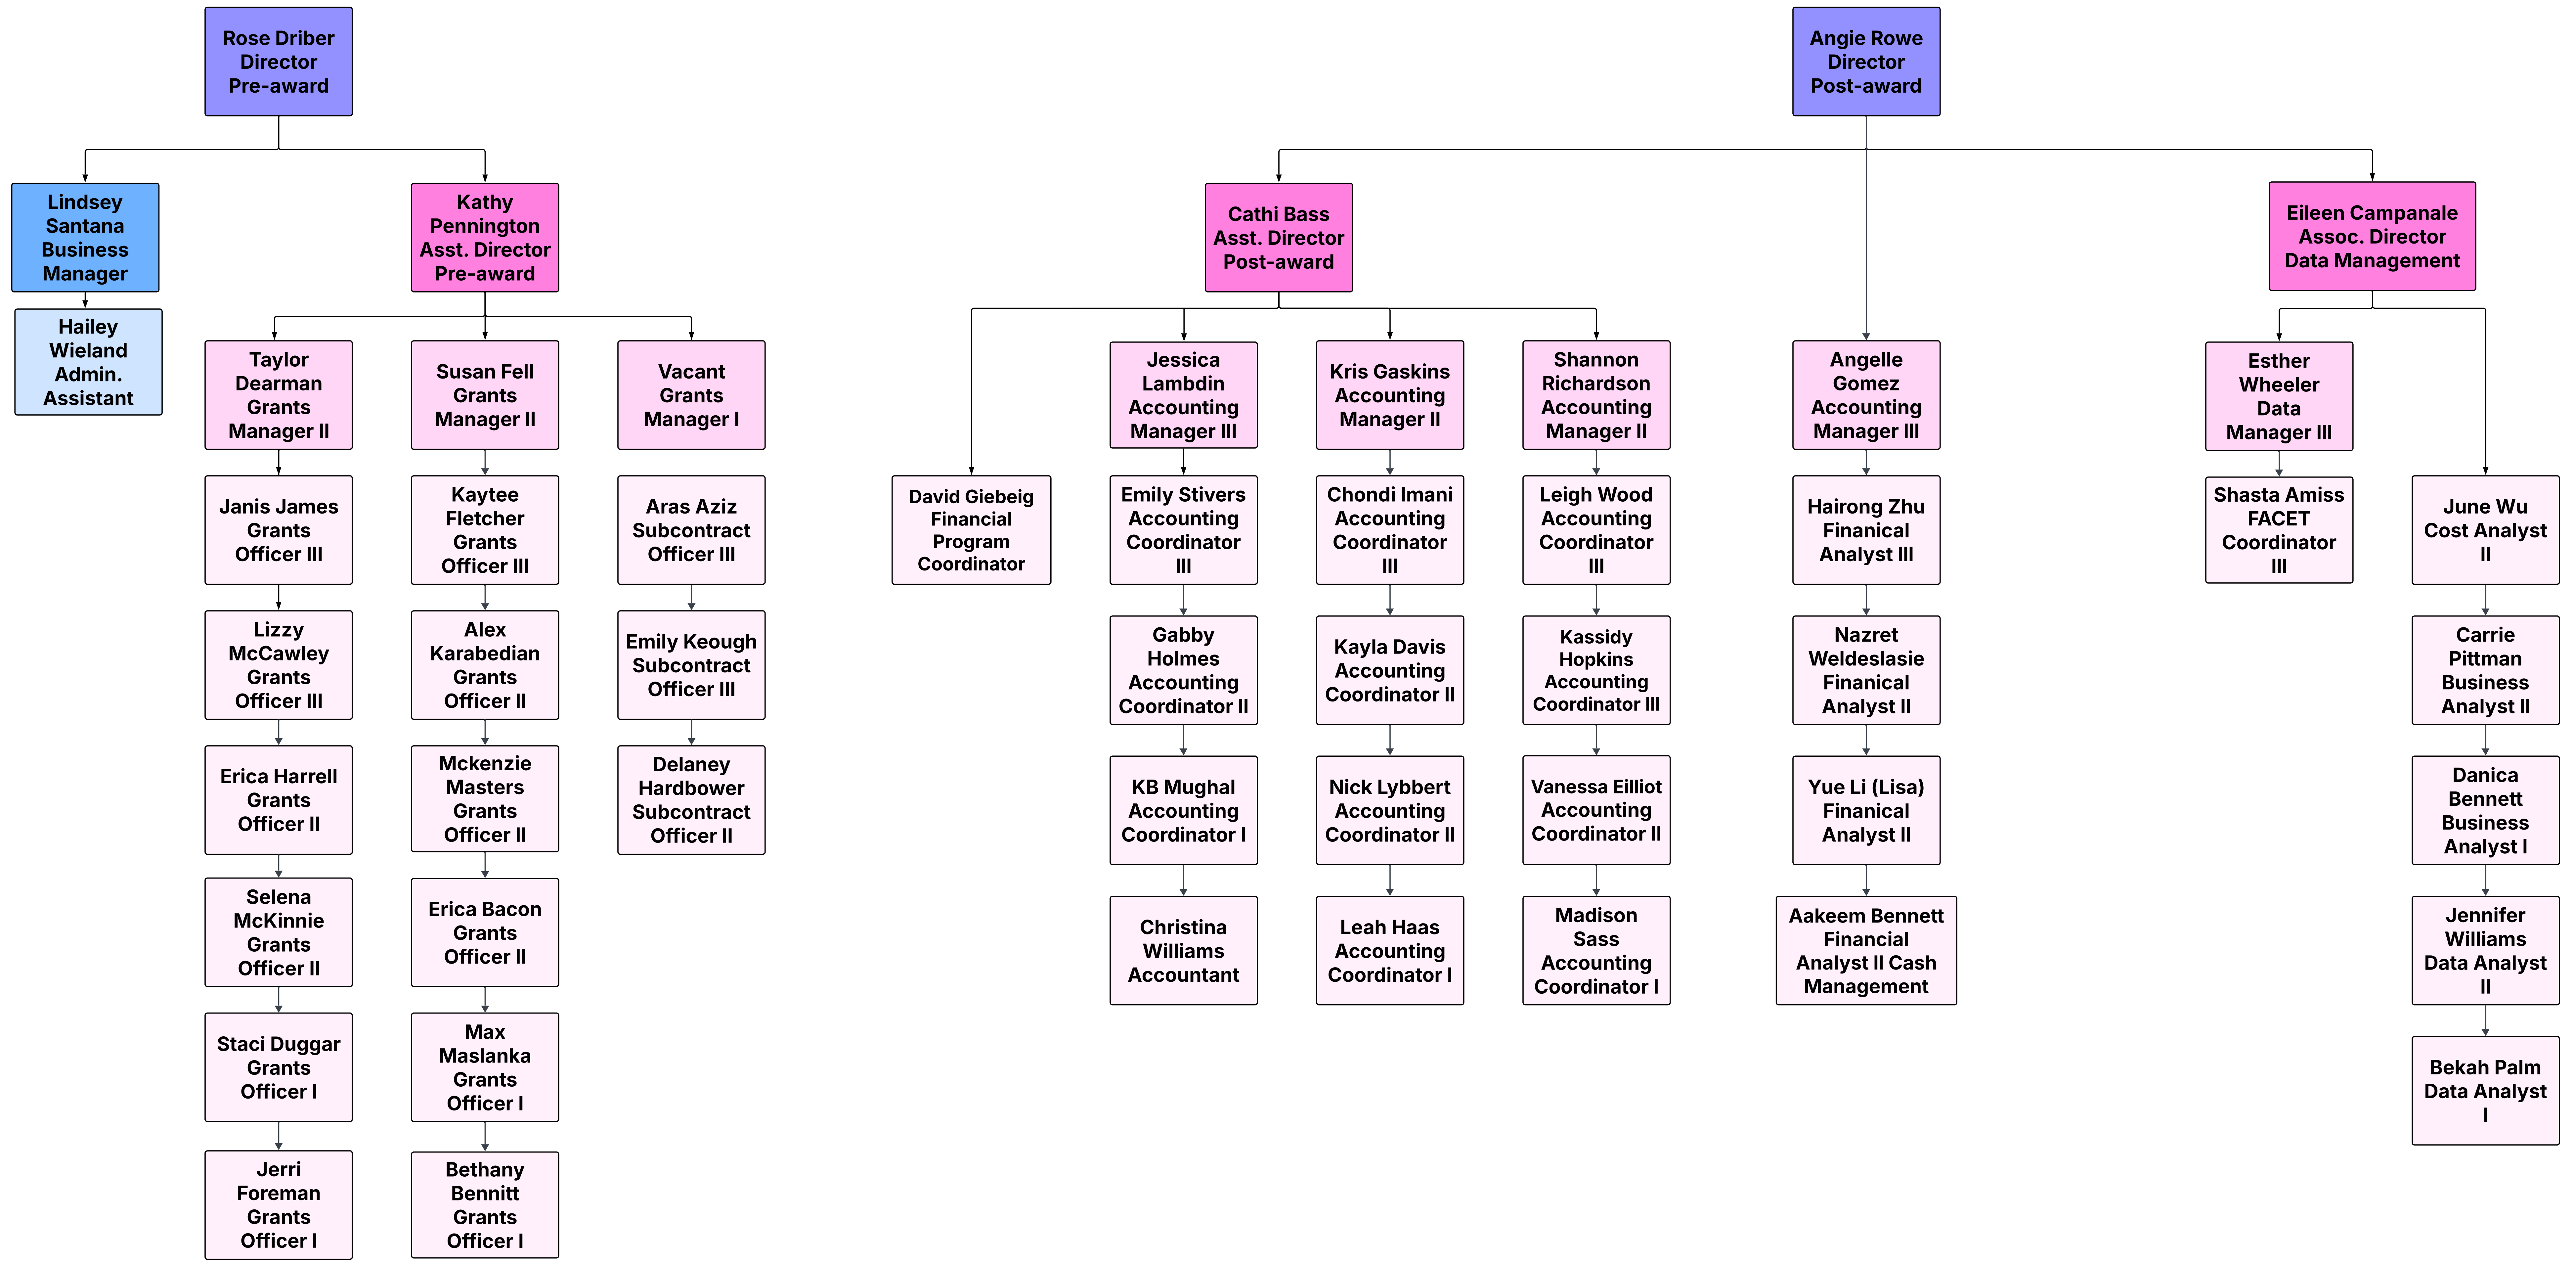 Rose Driber
Director
Pre-award
Angie Rowe
Director
Post-award
Lindsey
Santana
Business
Manager
Kathy
Pennington
Asst. Director
Pre-award
Cathi Bass
Asst. Director
Post-award
Eileen Campanale
Assoc. Director
Data Management
Hailey
Wieland
Admin.
Assistant
Taylor
Dearman
Grants
Manager II
Susan Fell
Grants
Manager II
Vacant
Grants
Manager I
Jessica
Lambdin
Accounting
Manager III
Kris Gaskins
Accounting
Manager II
Shannon
Richardson
Accounting
Manager II
Angelle
Gomez
Accounting
Manager III
Esther
Wheeler
Data
Manager III
Janis James
Grants
Officer III
Kaytee
Fletcher
Grants
Officer III
Aras Aziz
Subcontract
Officer III
David Giebeig
Financial
Program
Coordinator
Emily Stivers
Accounting
Coordinator
III
Chondi Imani
Accounting
Coordinator
III
Leigh Wood
Accounting
Coordinator
III
Hairong Zhu
Finanical
Analyst III
Shasta Amiss
FACET
Coordinator
III
June Wu
Cost Analyst
II
Lizzy
McCawley
Grants
Officer III
Alex
Karabedian
Grants
Officer II
Emily Keough
Subcontract
Officer III
Gabby
Holmes
Accounting
Coordinator II
Kayla Davis
Accounting
Coordinator II
Kassidy
Hopkins
Accounting
Coordinator III
Nazret
Weldeslasie
Finanical
Analyst II
Carrie
Pittman
Business
Analyst II
Erica Harrell
Grants
Officer II
Mckenzie
Masters
Grants
Officer II
Delaney
Hardbower
Subcontract
Officer II
KB Mughal
Accounting
Coordinator I
Nick Lybbert
Accounting
Coordinator II
Vanessa Eilliot
Accounting
Coordinator II
Yue Li (Lisa)
Finanical
Analyst II
Danica
Bennett
Business
Analyst I
Selena
McKinnie
Grants
Officer II
Erica Bacon
Grants
Officer II
Christina
Williams
Accountant
Leah Haas
Accounting
Coordinator I
Madison
Sass
Accounting
Coordinator I
Aakeem Bennett
Financial
Analyst II Cash
Management
Jennifer
Williams
Data Analyst
II
Staci Duggar
Grants
Officer I
Max
Maslanka
Grants
Officer I
Bekah Palm
Data Analyst
I
Jerri
Foreman
Grants
Officer I
Bethany
Bennitt
Grants
Officer I